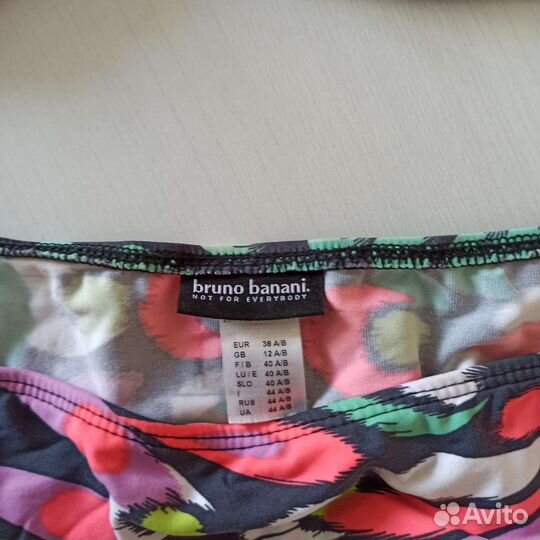 bruno banani.
NOT FOR EVERYBODY
EUR 38 A/B
GB 12 A/B
F / B 40 A/B
LU / E 40 A/B
SLO 40 A/B
I 44 A/B
RUS 44 A/B
UA 44 A/B
Avito